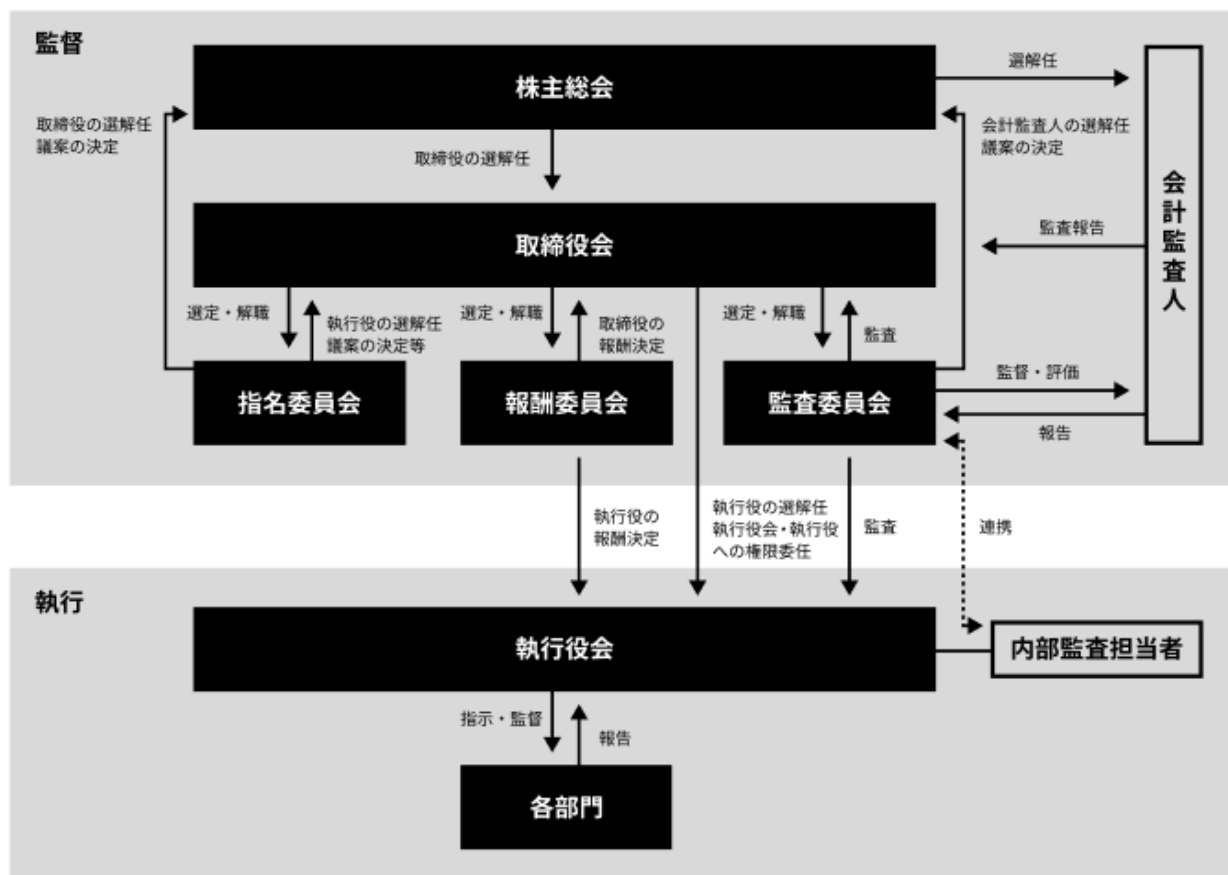 監督
株主総会
選解任
取締役の選解任
議案の決定
会計監査人の選解任
議案の決定
取締役の選解任
会計監査人
取締役会
監査報告
選定・解職
執行役の選解任
議案の決定等
選定・解職
取締役の
報酬決定
選定・解職
監査
指名委員会
報酬委員会
監査委員会
監督・評価
報告
執行役の
報酬決定
執行役の選解任
執行役会・執行役
への権限委任
監査
連携
執行
執行役会
内部監査担当者
指示・監督
報告
各部門